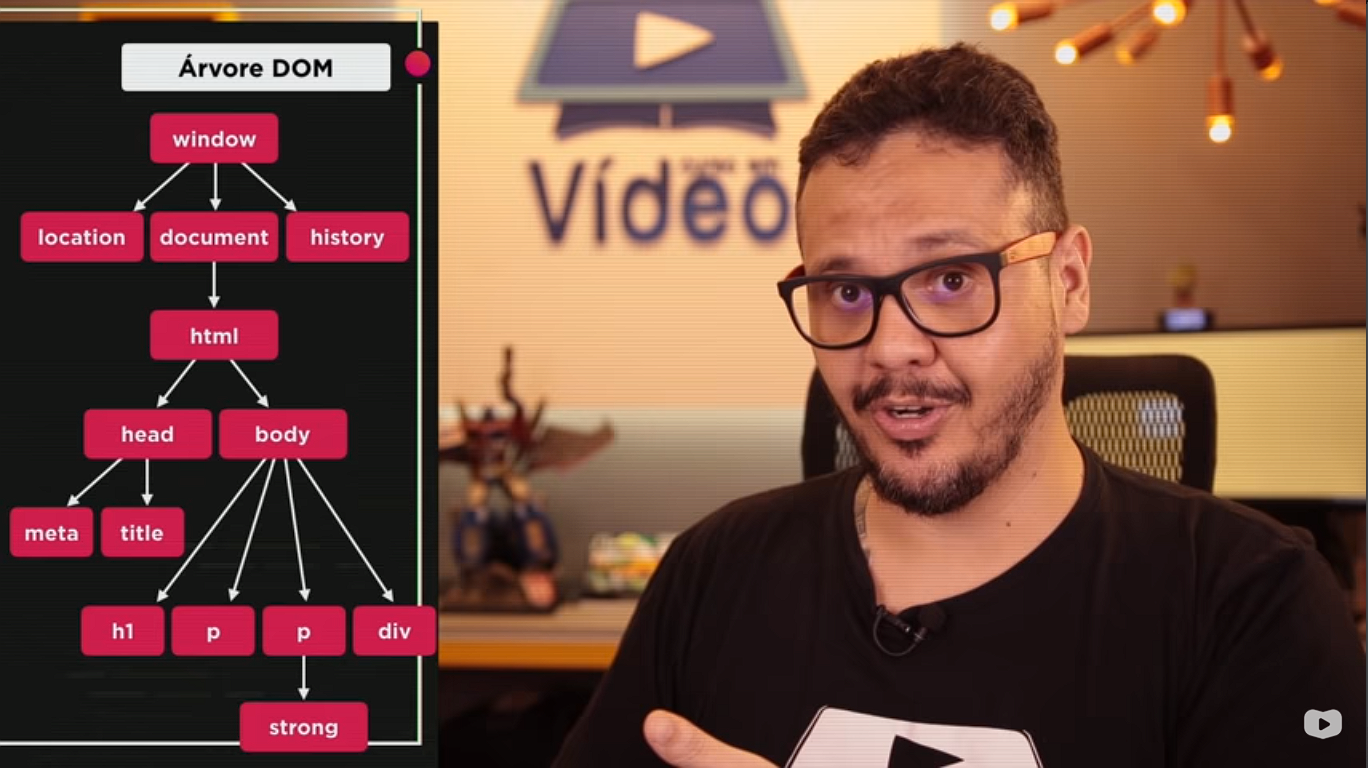 Árvore DOM
window
location document history
html
head body
meta title
h1 p p div
strong
Vídeo